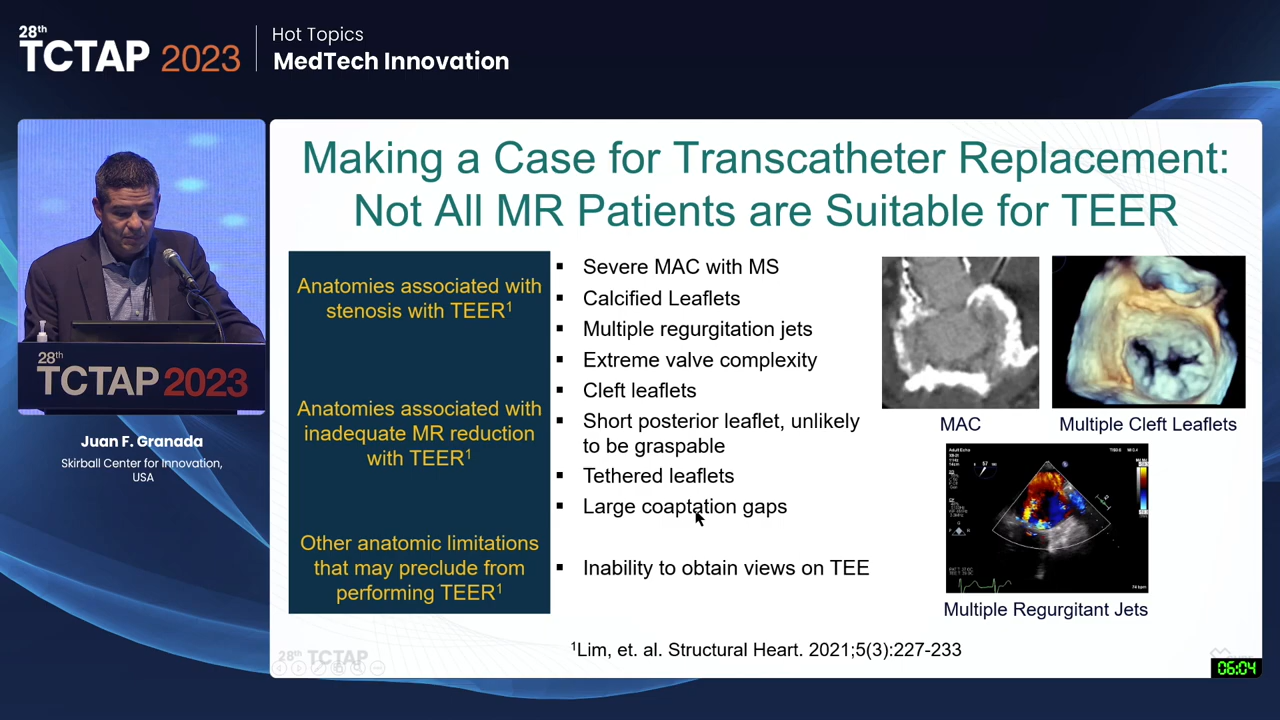 28th
TCTAP 2023
Hot Topics
MedTech Innovation
28th
TCTAP 2023
Juan F. Granada
Skirball Center for Innovation,
USA
Making a Case for Transcatheter Replacement:
Not All MR Patients are Suitable for TEER
Anatomies associated with
stenosis with TEER1
Anatomies associated with
inadequate MR reduction
with TEER1
Other anatomic limitations
that may preclude from
performing TEER1
▪ Severe MAC with MS
▪ Calcified Leaflets
▪ Multiple regurgitation jets
▪ Extreme valve complexity
▪ Cleft leaflets
▪ Short posterior leaflet, unlikely
to be graspable
▪ Tethered leaflets
▪ Large coaptation gaps
▪ Inability to obtain views on TEE
MAC
Multiple Cleft Leaflets
Adult Echo
Multiple Regurgitant Jets
1Lim, et. al. Structural Heart. 2021;5(3):227-233
28th TCTAP
06:04